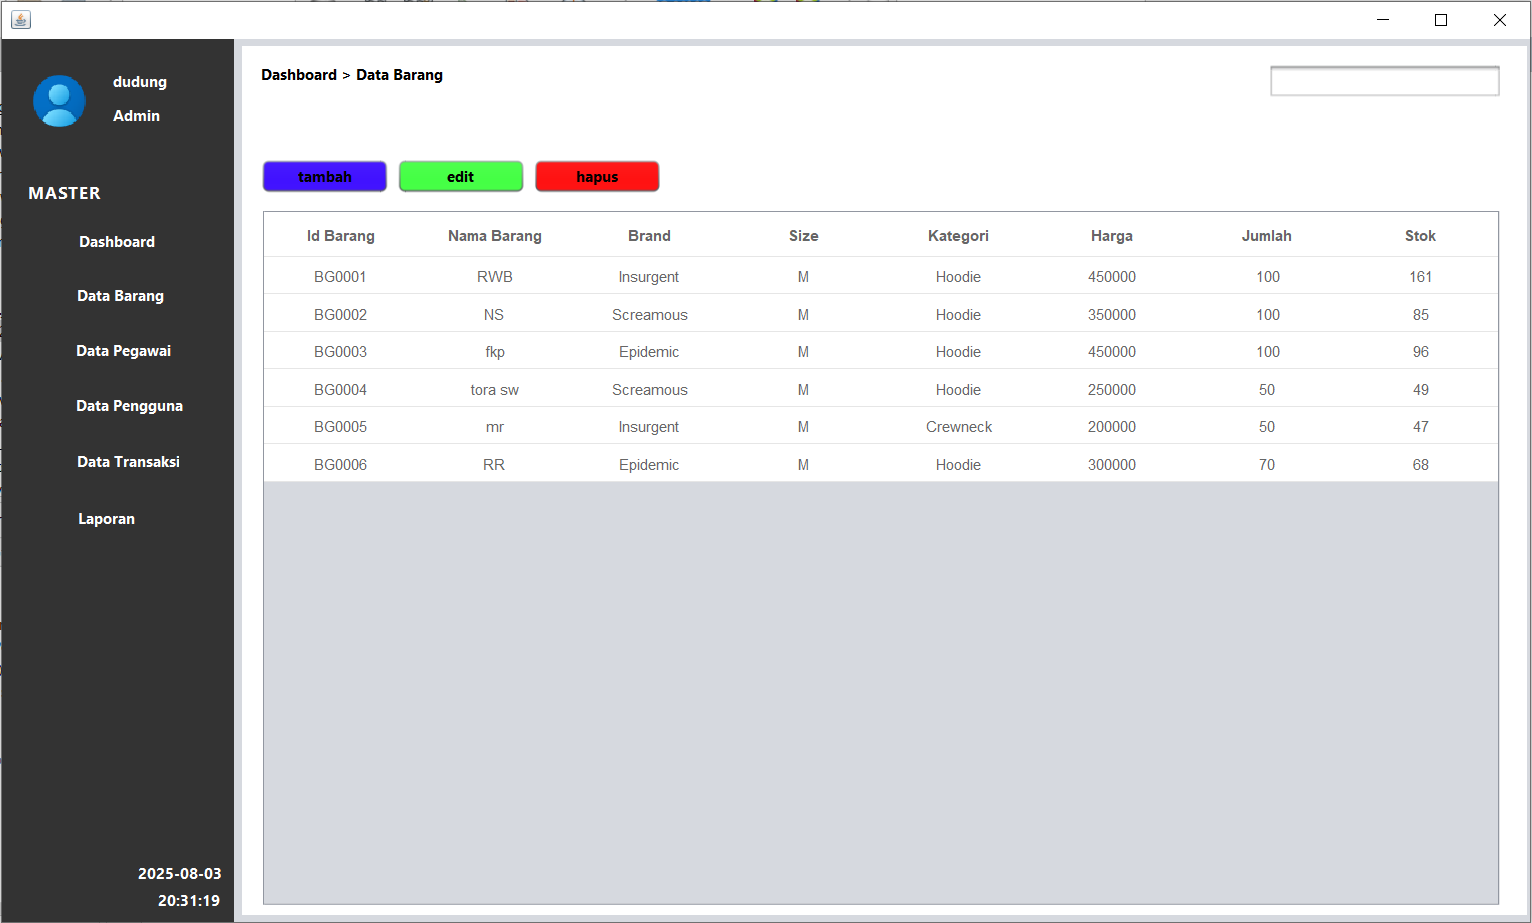 dudung
Admin
MASTER
Dashboard
Data Barang
Data Pegawai
Data Pengguna
Data Transaksi
Laporan
2025-08-03
20:31:19
Dashboard > Data Barang
tambah edit hapus
Id Barang Nama Barang Brand Size Kategori Harga Jumlah Stok
BG0001 RWB Insurgent M Hoodie 450000 100 161
BG0002 NS Screamous M Hoodie 350000 100 85
BG0003 fkp Epidemic M Hoodie 450000 100 96
BG0004 tora sw Screamous M Hoodie 250000 50 49
BG0005 mr Insurgent M Crewneck 200000 50 47
BG0006 RR Epidemic M Hoodie 300000 70 68